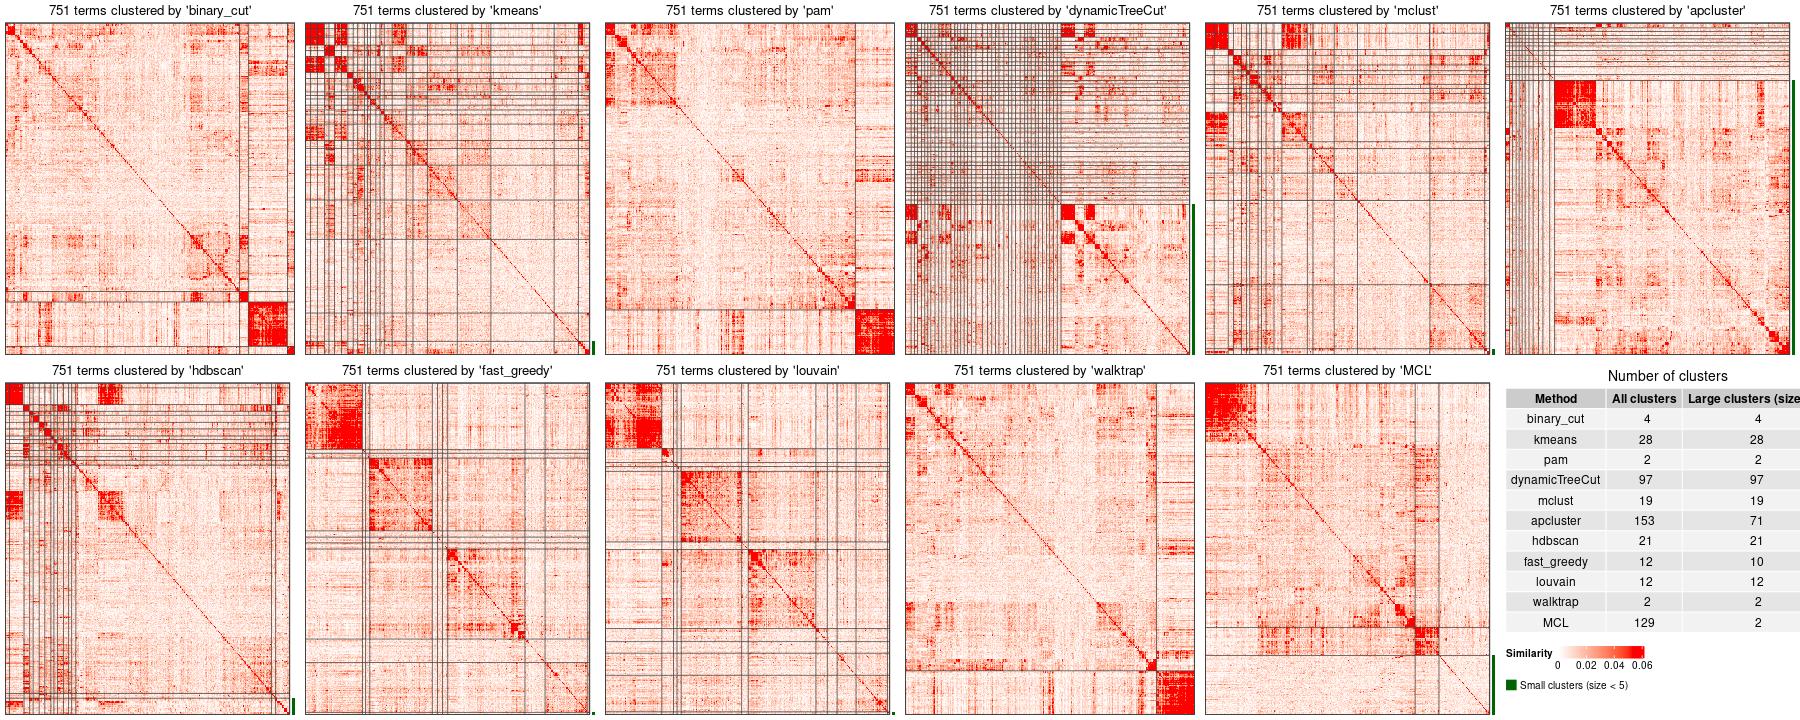 751 terms clustered by 'binary_cut'
751 terms clustered by 'kmeans'
751 terms clustered by 'pam'
751 terms clustered by 'dynamicTreeCut'
751 terms clustered by 'mclust'
751 terms clustered by 'apcluster'
751 terms clustered by 'hdbscan'
751 terms clustered by 'fast_greedy'
751 terms clustered by 'louvain'
751 terms clustered by 'walktrap'
751 terms clustered by 'MCL'
Number of clusters
Method All clusters Large clusters (size
binary_cut 4 4
kmeans 28 28
pam 2 2
dynamicTreeCut 97 97
mclust 19 19
apcluster 153 71
hdbscan 21 21
fast_greedy 12 10
louvain 12 12
walktrap 2 2
MCL 129 2
Similarity
0 0.02 0.04 0.06
Small clusters (size < 5)